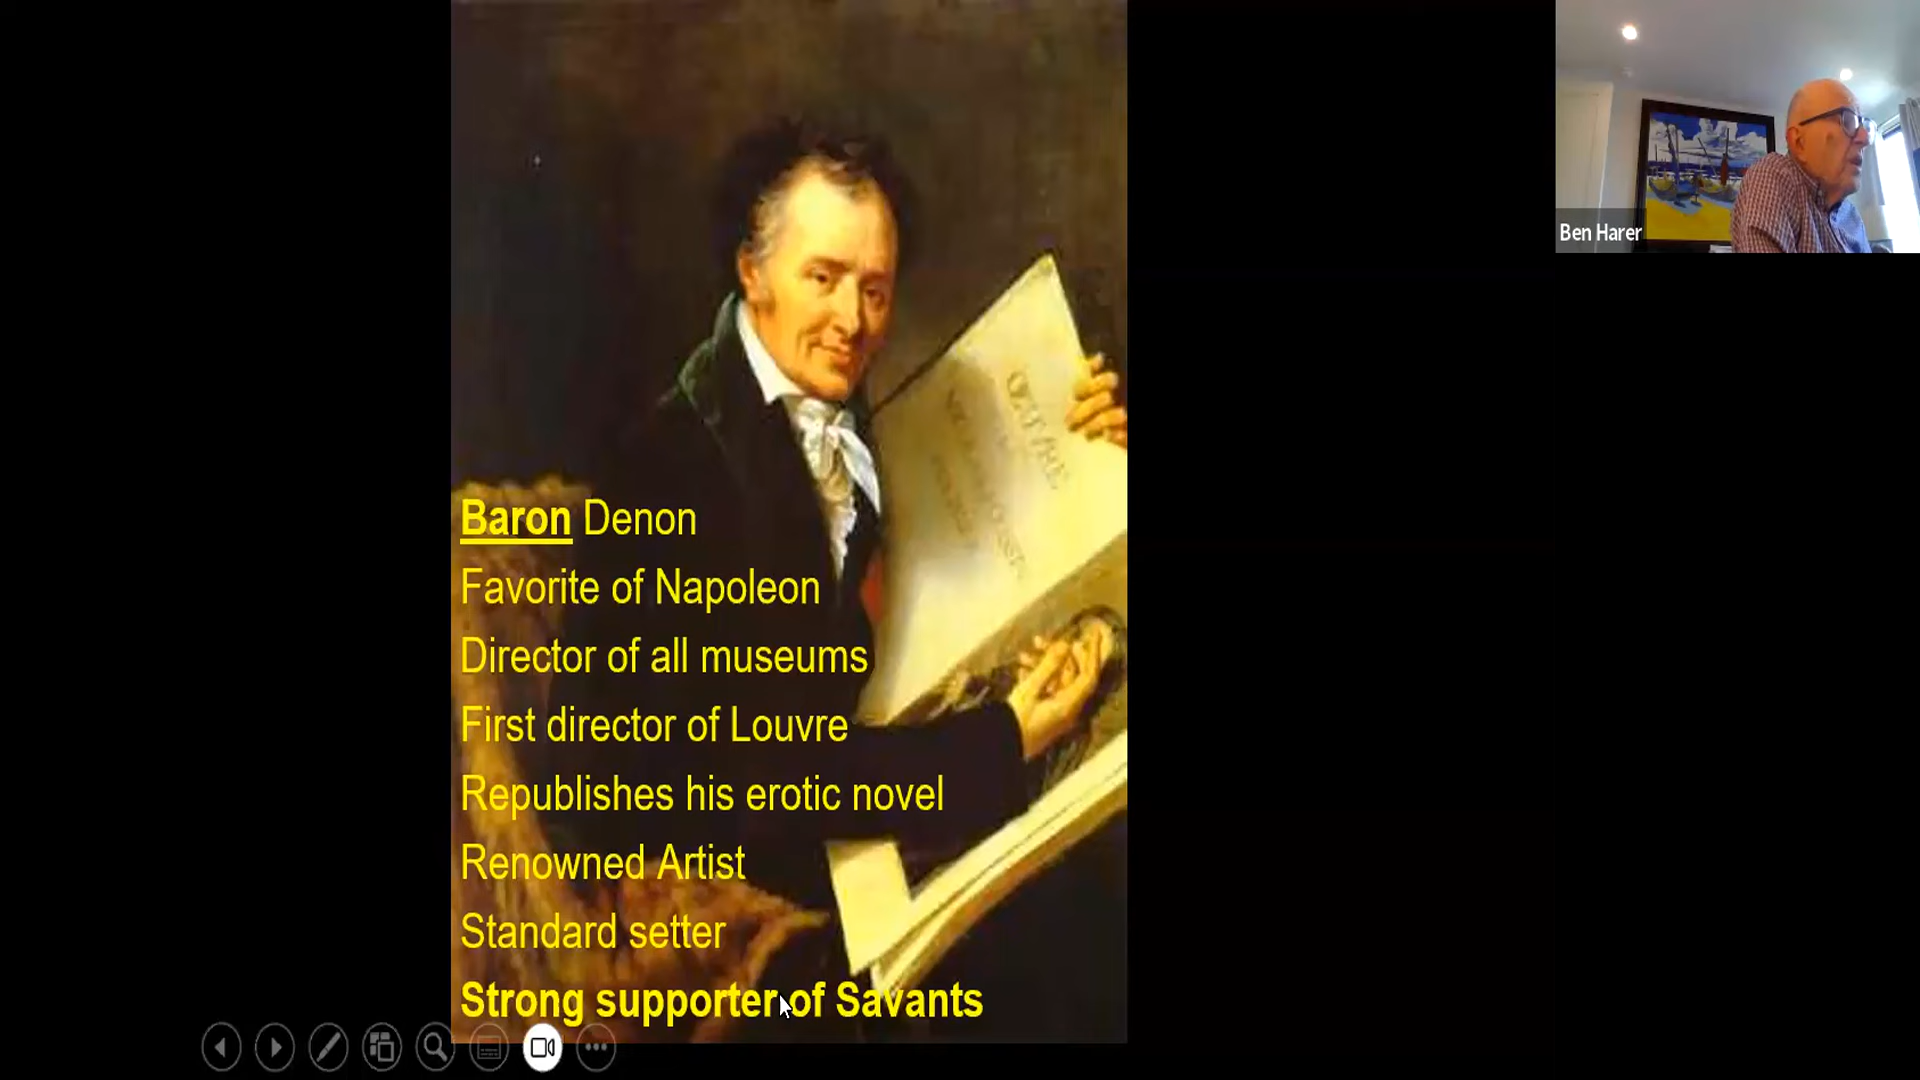 Baron Denon
Favorite of Napoleon
Director of all museums
First director of Louvre
Republishes his erotic novel
Renowned Artist
Standard setter
Strong supporter of Savants
Ben Harer
ŒUVRE